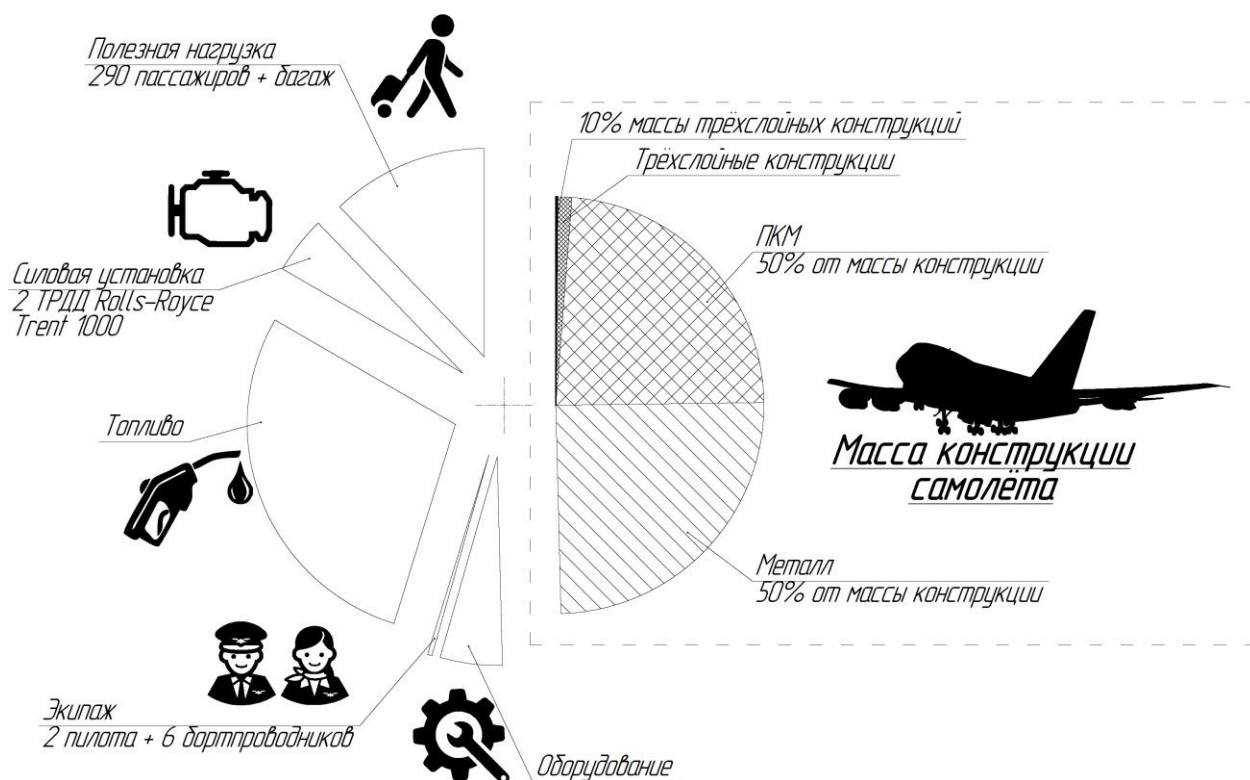 Полезная нагрузка
290 пассажиров + багаж
10% массы трёхслойных конструкций
Трёхслойные конструкции
ПКМ
50% от массы конструкции
Силовая установка
2 ТРДД Rolls-Royce
Trent 1000
Топливо
Масса конструкции
самолёта
Металл
50% от массы конструкции
Экипаж
2 пилота + 6 бортпроводников
Оборудование